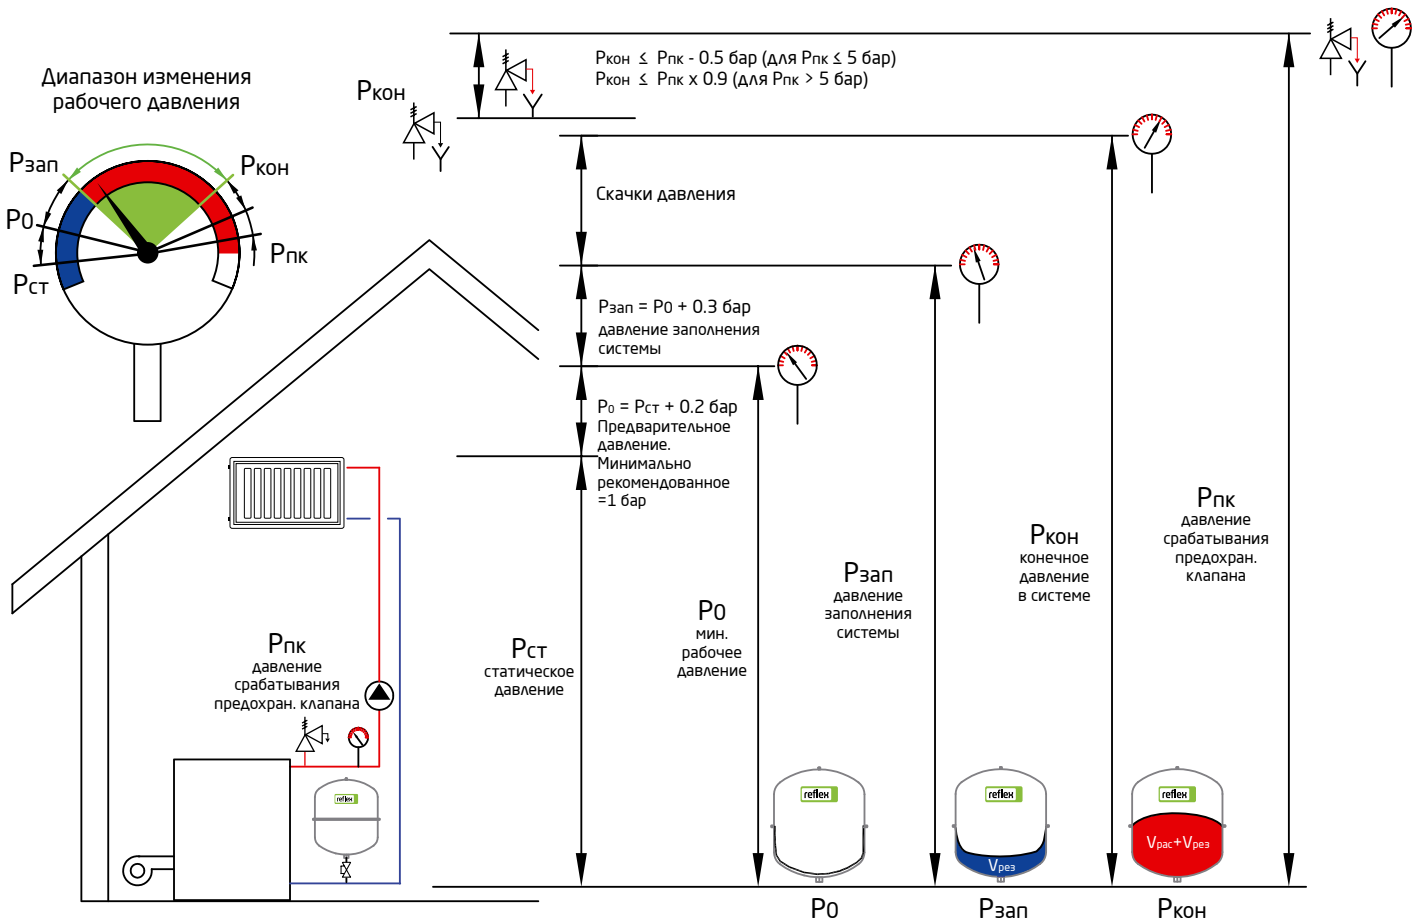 Диапазон изменения
рабочего давления
Pзап
Pкон
P0
Pст
Pпк
Pкон
Pкон ≤ Pпк - 0.5 бар (для Pпк ≤ 5 бар)
Pкон ≤ Pпк x 0.9 (для Pпк > 5 бар)
Скачки давления
Pзап = P0 + 0.3 бар
давление заполнения
системы
P0 = Pст + 0.2 бар
Предварительное
давление.
Минимально
рекомендованное
=1 бар
Pпк
давление
срабатывания
предохран. клапана
Pст
статическое
давление
P0
мин.
рабочее
давление
Pзап
давление
заполнения
системы
Pкон
конечное
давление
в системе
Pпк
давление
срабатывания
предохран.
клапана
reflex
reflex
reflex
Vрез
reflex
Vрас+Vрез
P0
Pзап
Pкон